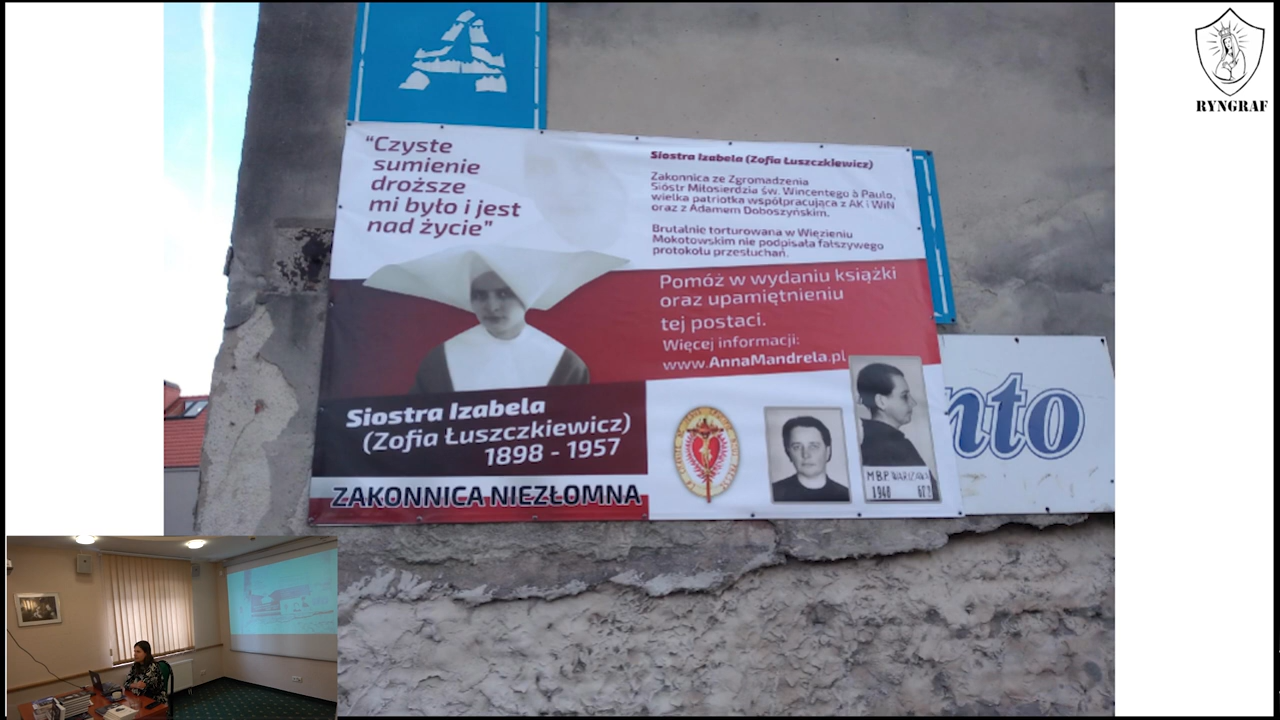 A
RYNGRAF
"Czyste
sumienie
droższe
mi było i jest
nad życie"
Siostra Izabela (Zofia Łuszczkiewicz)
Zakonnica ze Zgromadzenia
Sióstr Miłosierdzia św. Wincentego à Paulo,
wielka patriotka współpracująca z AK i WiN
oraz z Adamem Doboszyńskim.
Brutalnie torturowana w Więzieniu
Mokotowskim nie podpisała fałszywego
protokołu przesłuchań.
Pomóż w wydaniu książki
oraz upamiętnieniu
tej postaci.
Więcej informacji:
www.AnnaMandrela.pl
Siostra Izabela
(Zofia Łuszczkiewicz)
1898 - 1957
ZAKONNICA NIEZŁOMNA
M.B.P. WARSZAWA
nto